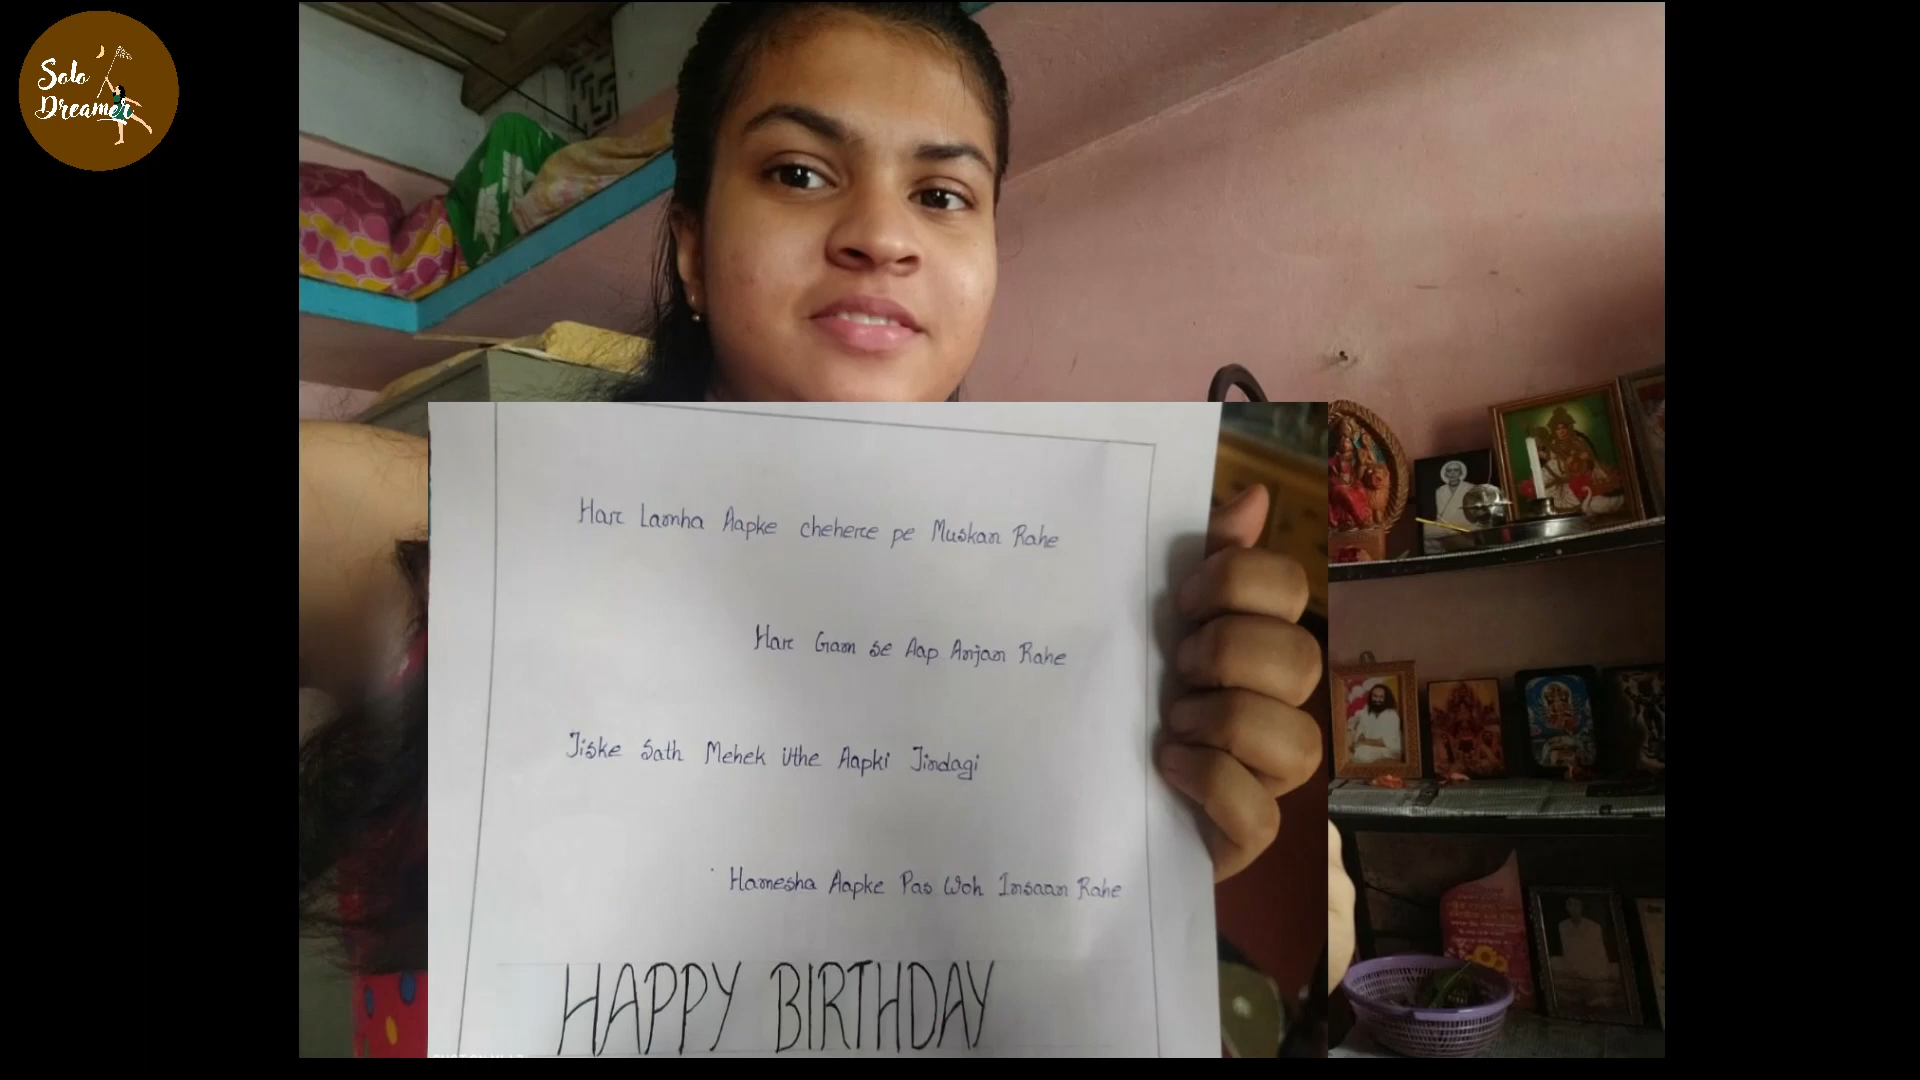 Solo
Dreamer
Har Lamha Aapke chehere pe Muskan Rahe
Har Gam se Aap Anjan Rahe
Jiske Sath Mehek Uthe Aapki Jindagi
Hamesha Aapke Pas Woh Insaan Rahe
HAPPY BIRTHDAY